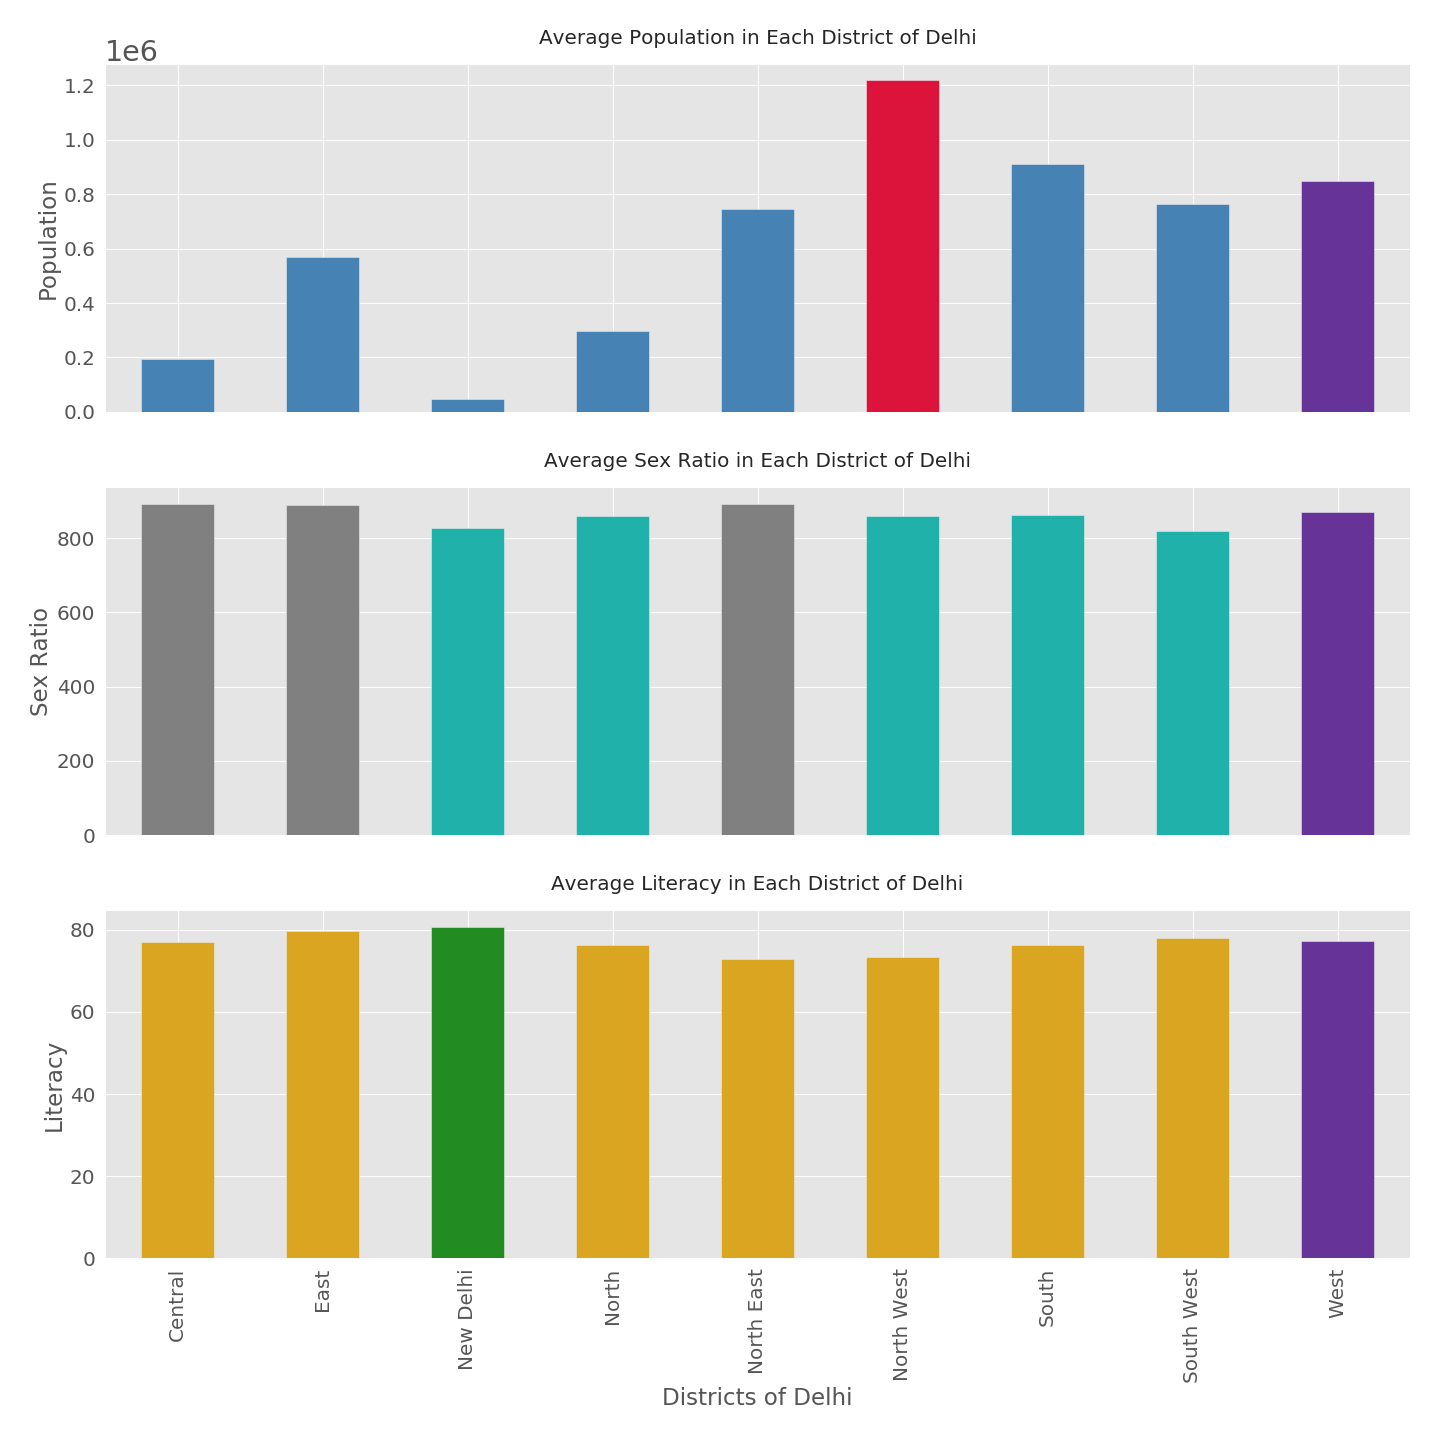 Average Population in Each District of Delhi
1e6
1.2
1.0
0.8
0.6
0.4
0.2
0.0
Population
Average Sex Ratio in Each District of Delhi
800
600
400
200
0
Sex Ratio
Average Literacy in Each District of Delhi
80
60
40
20
0
Literacy
Central
East
New Delhi
North
North East
North West
South
South West
West
Districts of Delhi